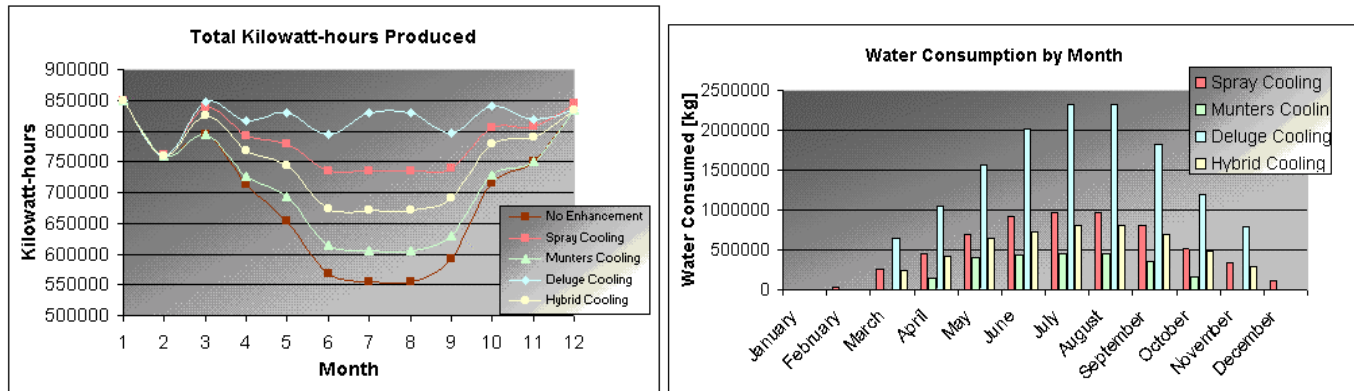 Total Kilowatt-hours Produced
900000
850000
800000
750000
700000
650000
600000
550000
500000
Kilowatt-hours
1 2 3 4 5 6 7 8 9 10 11 12
Month
No Enhancement
Spray Cooling
Munters Cooling
Deluge Cooling
Hybrid Cooling
Water Consumption by Month
2500000
2000000
1500000
1000000
500000
0
Water Consumed [kg]
January February March April May June July August September October November December
Spray Cooling
Munters Coolin
Deluge Cooling
Hybrid Cooling